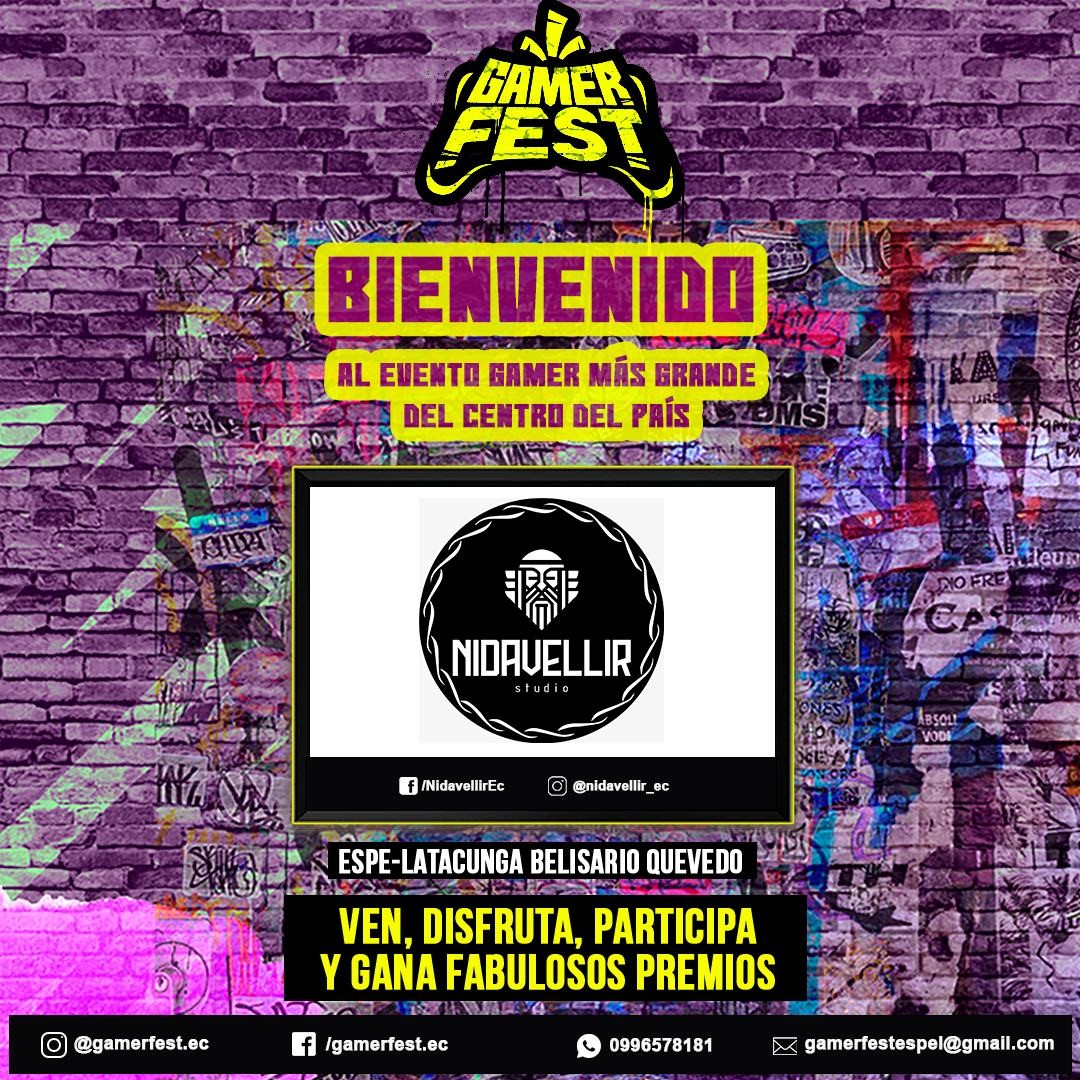 GAMER
FEST
BIENVENIDO
AL EVENTO GAMER MÁS GRANDE
DEL CENTRO DEL PAÍS
NIDAVELLIR
studio
/NidavellirEc @nidavellir_ec
ESPE-LATACUNGA BELISARIO QUEVEDO
VEN, DISFRUTA, PARTICIPA
Y GANA FABULOSOS PREMIOS
@gamerfest.ec /gamerfest.ec 0996578181 gamerfestespel@gmail.com